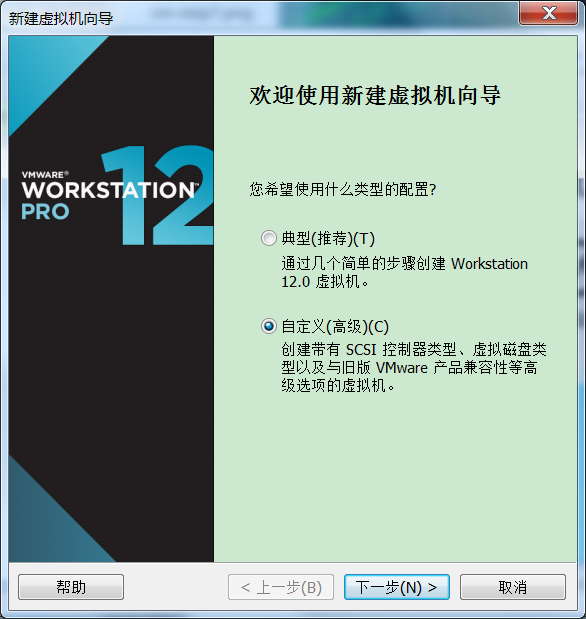 新建虚拟机向导
欢迎使用新建虚拟机向导
VMWARE®
WORKSTATION™
PRO
12
您希望使用什么类型的配置?
典型(推荐)(T)
通过几个简单的步骤创建 Workstation
12.0 虚拟机。
自定义(高级)(C)
创建带有 SCSI 控制器类型、虚拟磁盘类
型以及与旧版 VMware 产品兼容性等高
级选项的虚拟机。
帮助
< 上一步(B)
下一步(N) >
取消